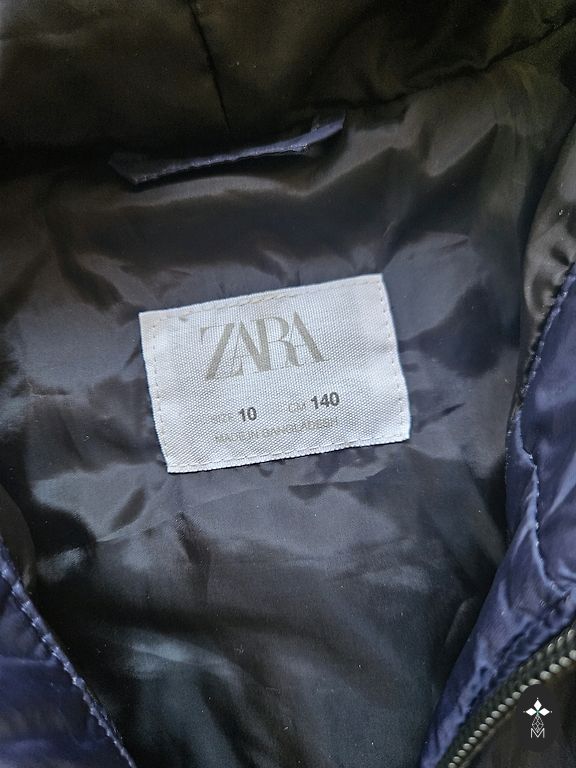 ZARA
SIZE 10 CM 140
MADE IN BANGLADESH
M